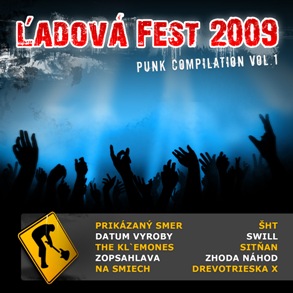 ĽADOVÁ FEST 2009
PUNK COMPILATION VOL.1
PRIKÁZANÝ SMER ŠHT
DATUM VYROBY SWILL
THE KL`EMONES SITŇAN
ZOPSAHLAVA ZHODA NÁHOD
NA SMIECH DREVOTRIESKA X